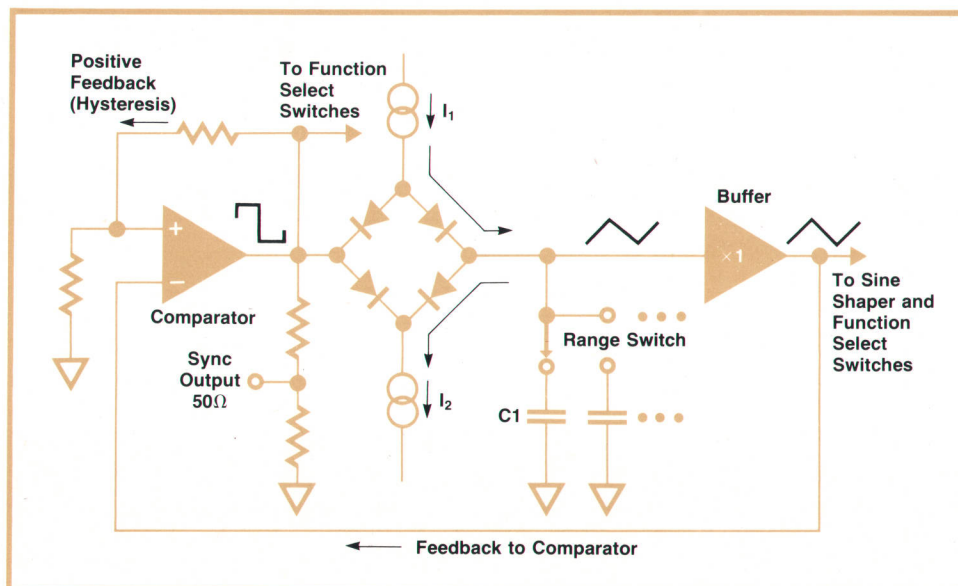 Positive
Feedback
(Hysteresis)
To Function
Select
Switches
I1
Buffer
+
−
×1
Comparator
To Sine
Shaper and
Function
Select
Switches
Range Switch
Sync
Output
50Ω
I2
C1
Feedback to Comparator